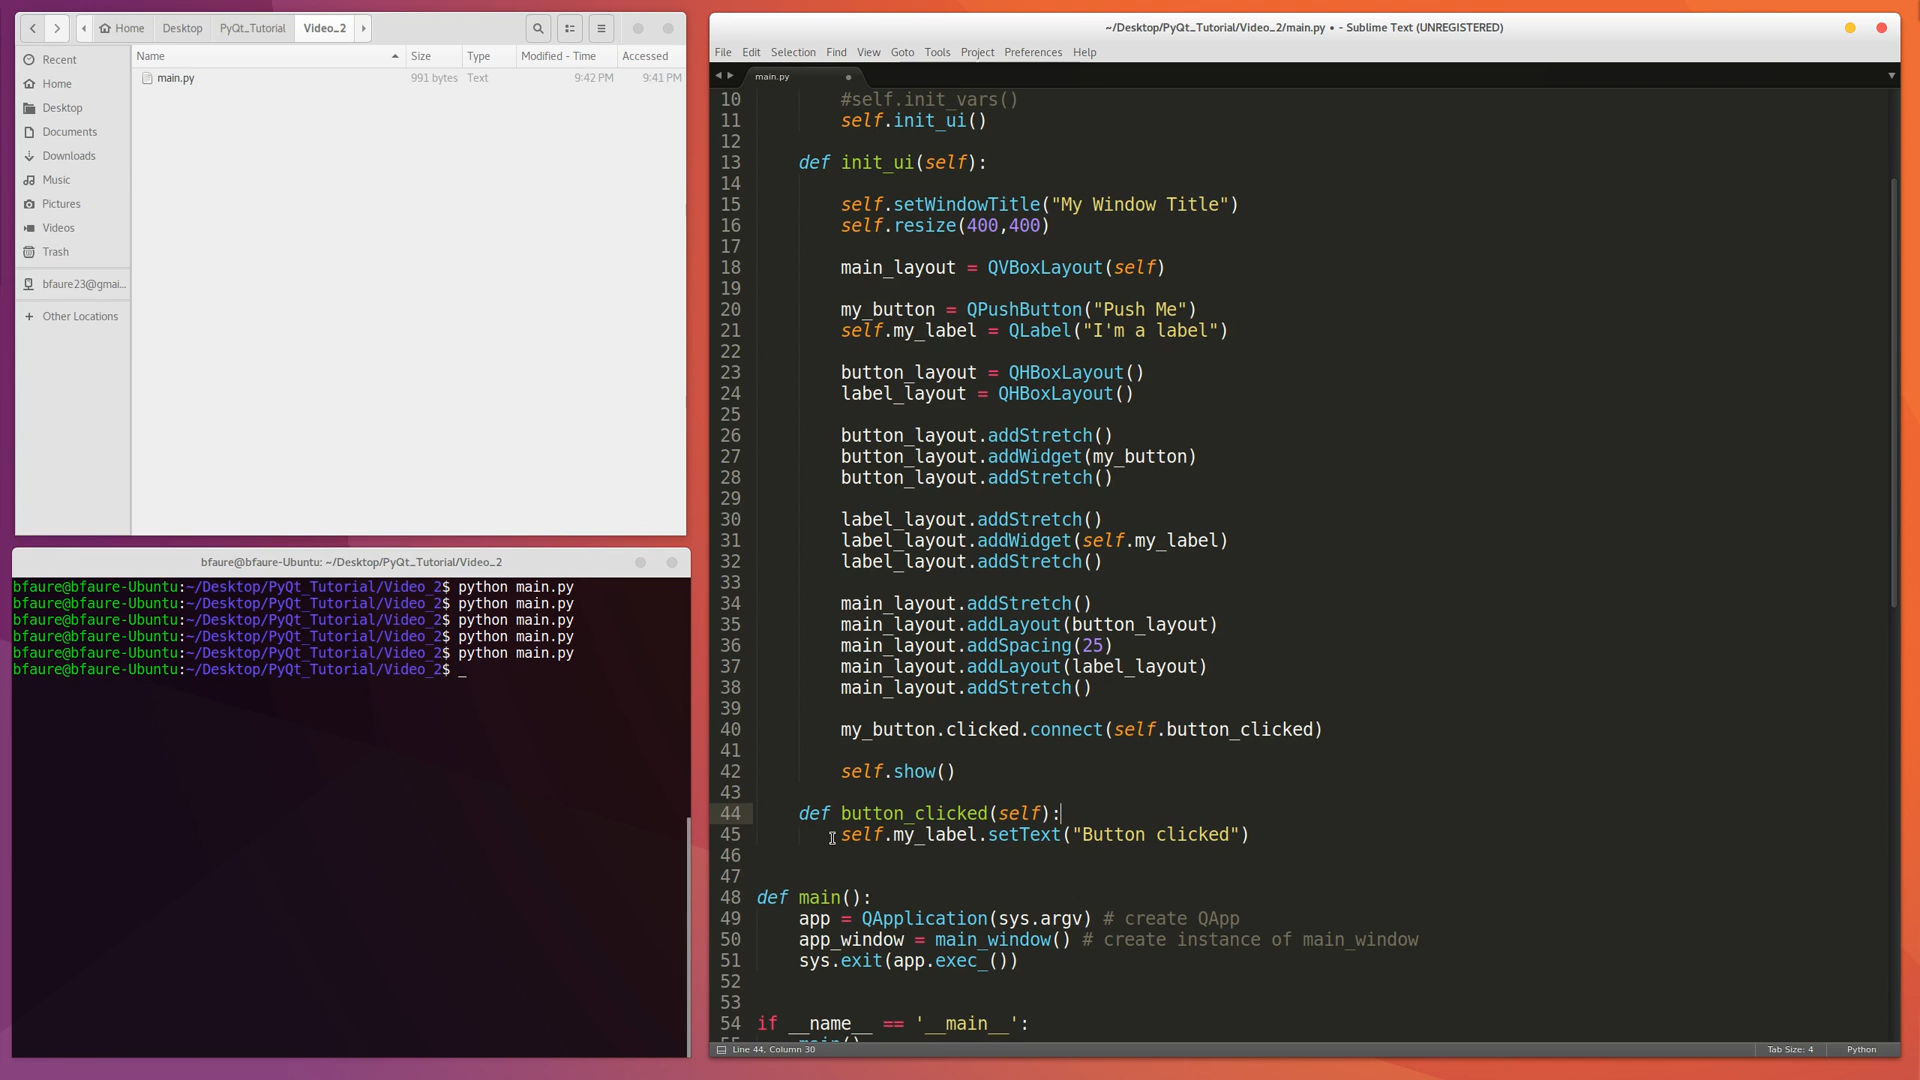 Home
Desktop
PyQt_Tutorial
Video_2
Recent
Home
Desktop
Documents
Downloads
Music
Pictures
Videos
Trash
bfaure23@gmai...
+ Other Locations
Name Size Type Modified - Time Accessed
main.py 991 bytes Text 9:42 PM 9:41 PM
bfaure@bfaure-Ubuntu: ~/Desktop/PyQt_Tutorial/Video_2
bfaure@bfaure-Ubuntu:~/Desktop/PyQt_Tutorial/Video_2$ python main.py
bfaure@bfaure-Ubuntu:~/Desktop/PyQt_Tutorial/Video_2$ python main.py
bfaure@bfaure-Ubuntu:~/Desktop/PyQt_Tutorial/Video_2$ python main.py
bfaure@bfaure-Ubuntu:~/Desktop/PyQt_Tutorial/Video_2$ python main.py
bfaure@bfaure-Ubuntu:~/Desktop/PyQt_Tutorial/Video_2$ python main.py
bfaure@bfaure-Ubuntu:~/Desktop/PyQt_Tutorial/Video_2$ _
~/Desktop/PyQt_Tutorial/Video_2/main.py • - Sublime Text (UNREGISTERED)
File Edit Selection Find View Goto Tools Project Preferences Help
main.py
10 #self.init_vars()
11 self.init_ui()
12
13 def init_ui(self):
14
15 self.setWindowTitle("My Window Title")
16 self.resize(400,400)
17
18 main_layout = QVBoxLayout(self)
19
20 my_button = QPushButton("Push Me")
21 self.my_label = QLabel("I'm a label")
22
23 button_layout = QHBoxLayout()
24 label_layout = QHBoxLayout()
25
26 button_layout.addStretch()
27 button_layout.addWidget(my_button)
28 button_layout.addStretch()
29
30 label_layout.addStretch()
31 label_layout.addWidget(self.my_label)
32 label_layout.addStretch()
33
34 main_layout.addStretch()
35 main_layout.addLayout(button_layout)
36 main_layout.addSpacing(25)
37 main_layout.addLayout(label_layout)
38 main_layout.addStretch()
39
40 my_button.clicked.connect(self.button_clicked)
41
42 self.show()
43
44 def button_clicked(self):
45 self.my_label.setText("Button clicked")
46
47
48 def main():
49 app = QApplication(sys.argv) # create QApp
50 app_window = main_window() # create instance of main_window
51 sys.exit(app.exec_())
52
53
54 if __name__ == '__main__':
55 main()
Line 44, Column 30
Tab Size: 4
Python